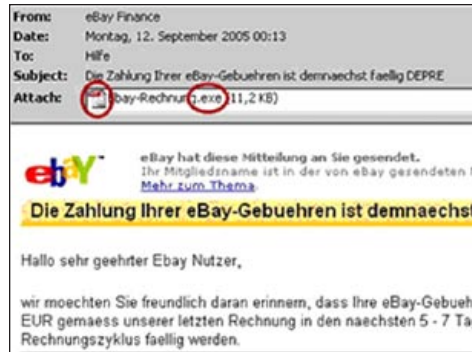 From: eBay Finance
Date: Montag, 12. September 2005 00:13
To: Hilfe
Subject: Die Zahlung Ihrer eBay-Gebuehren ist demnaechst faellig DEPRE
Attach: Ebay-Rechnung.exe (11,2 KB)
ebY™
eBay hat diese Mitteilung an Sie gesendet.
Ihr Mitgliedsname ist in der von eBay gesendeten
Mehr zum Thema.
Die Zahlung Ihrer eBay-Gebuehren ist demnaechst
Hallo sehr geehrter Ebay Nutzer,
wir moechten Sie freundlich daran erinnern, dass Ihre eBay-Gebueh
EUR gemaess unserer letzten Rechnung in den naechsten 5 - 7 Ta
Rechnungszyklus faellig werden.